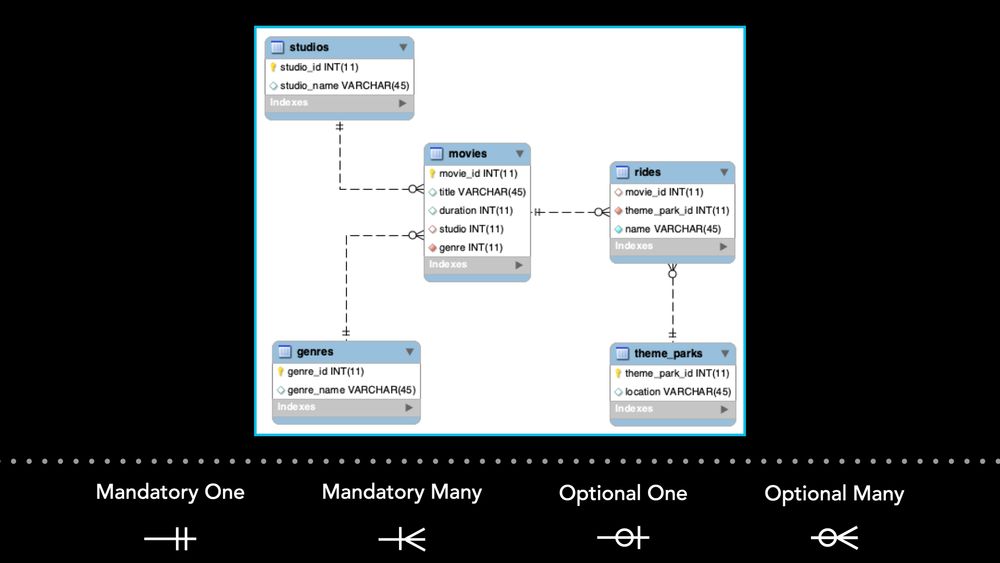 studios
studio_id INT(11)
studio_name VARCHAR(45)
Indexes
movies
movie_id INT(11)
title VARCHAR(45)
duration INT(11)
studio INT(11)
genre INT(11)
Indexes
rides
movie_id INT(11)
theme_park_id INT(11)
name VARCHAR(45)
Indexes
genres
genre_id INT(11)
genre_name VARCHAR(45)
Indexes
theme_parks
theme_park_id INT(11)
location VARCHAR(45)
Indexes
Mandatory One
Mandatory Many
Optional One
Optional Many